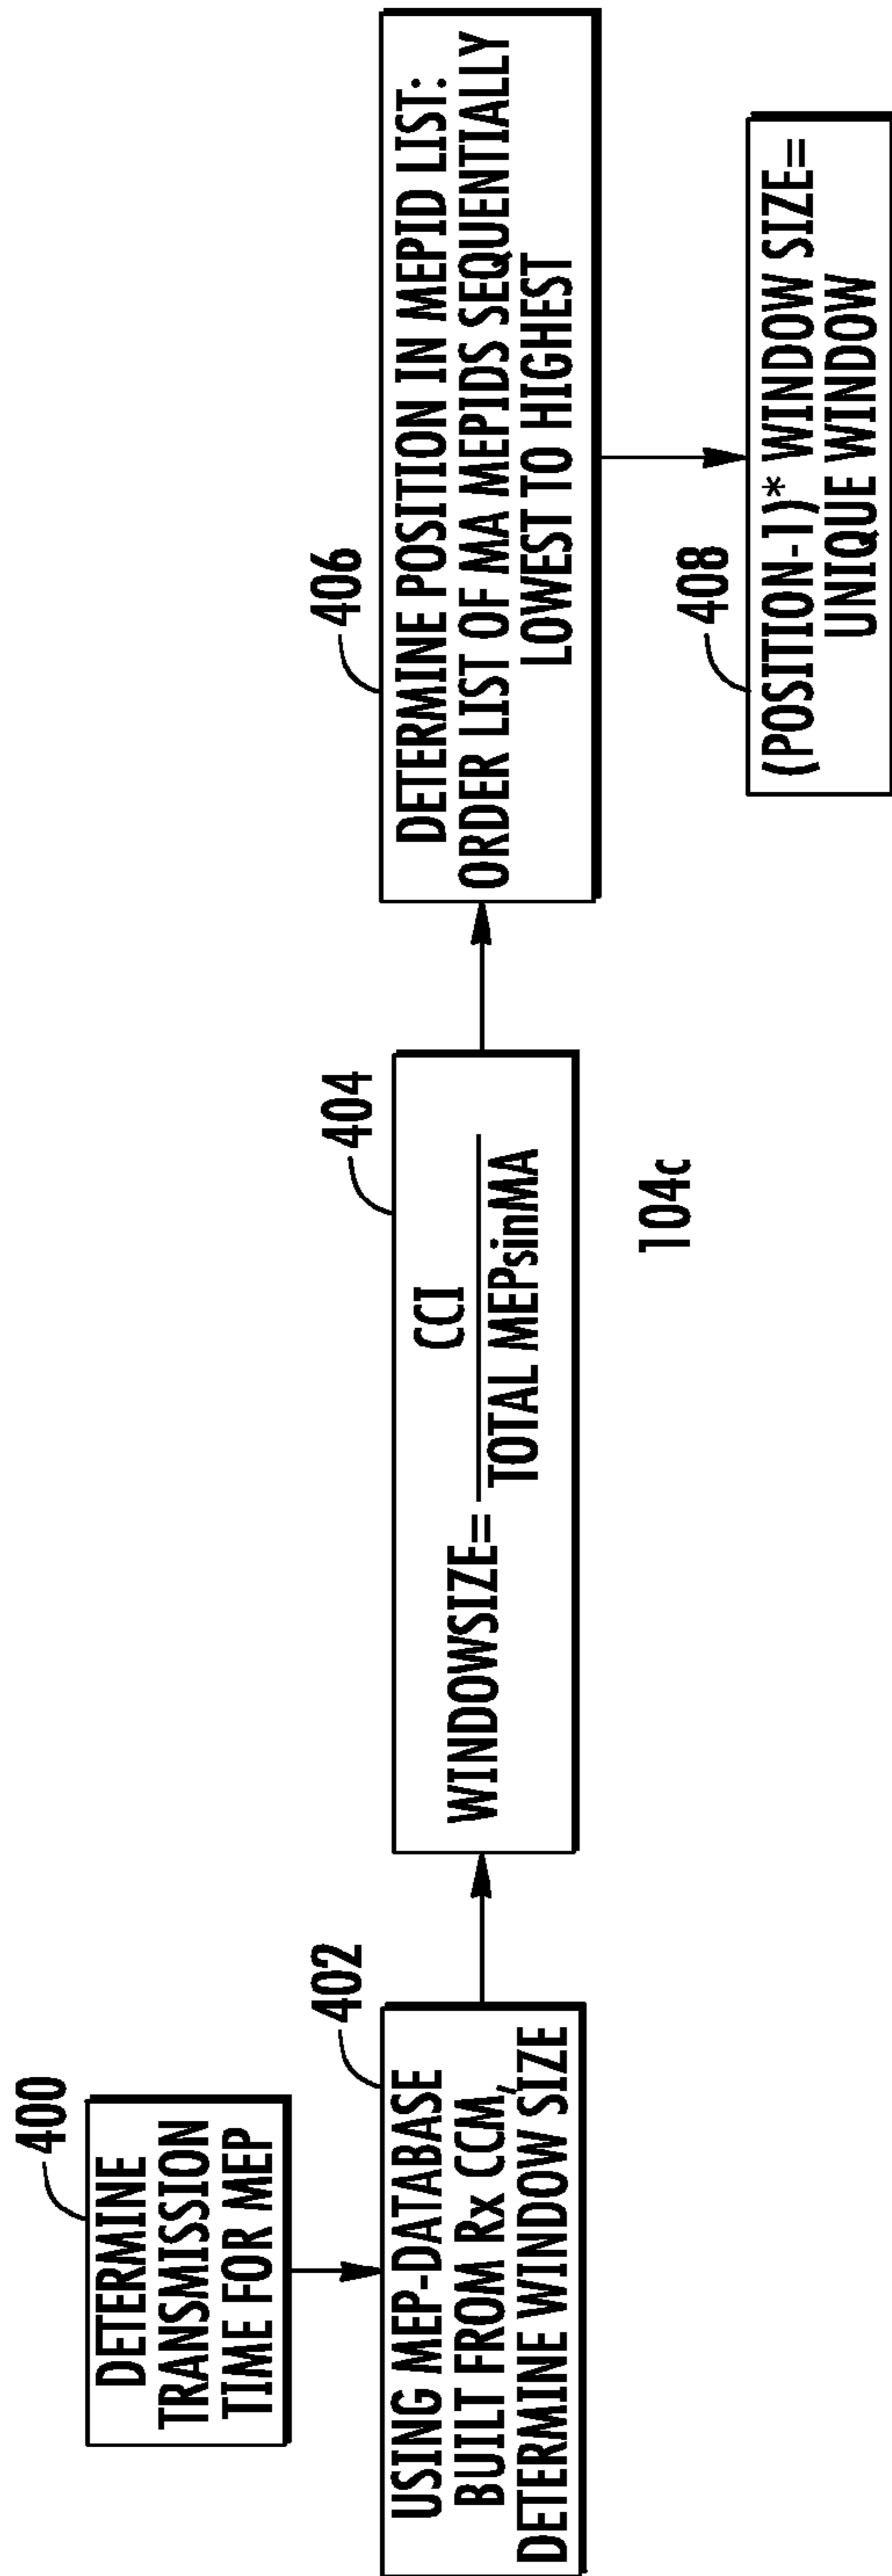 400
DETERMINE
TRANSMISSION
TIME FOR MEP
402
USING MEP-DATABASE
BUILT FROM Rx CCM,
DETERMINE WINDOW SIZE
404
WINDOWSIZE=
CCI
TOTAL MEPsinMA
406
DETERMINE POSITION IN MEPID LIST:
ORDER LIST OF MA MEPIDS SEQUENTIALLY
LOWEST TO HIGHEST
408
(POSITION-1)* WINDOW SIZE=
UNIQUE WINDOW
104c